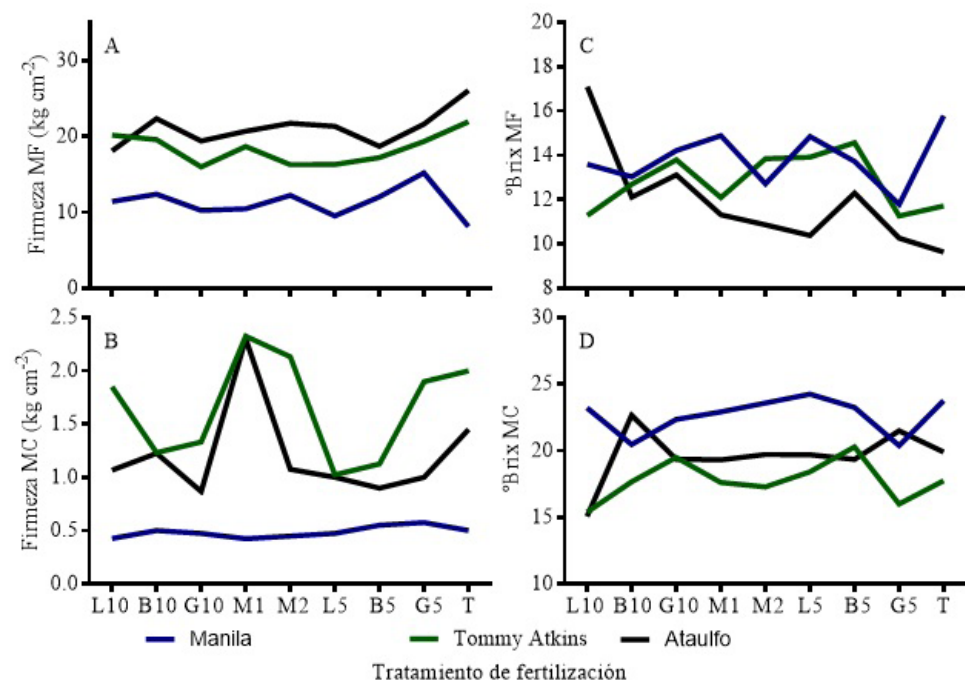 A
Firmeza MF (kg cm-2)
30
20
10
0
C
ºBrix MF
20
18
16
14
12
10
8
B
Firmeza MC (kg cm-2)
2.5
2.0
1.5
1.0
0.5
0.0
L10 B10 G10 M1 M2 L5 B5 G5 T
D
ºBrix MC
30
25
20
15
10
L10 B10 G10 M1 M2 L5 B5 G5 T
Manila Tommy Atkins Ataulfo
Tratamiento de fertilización